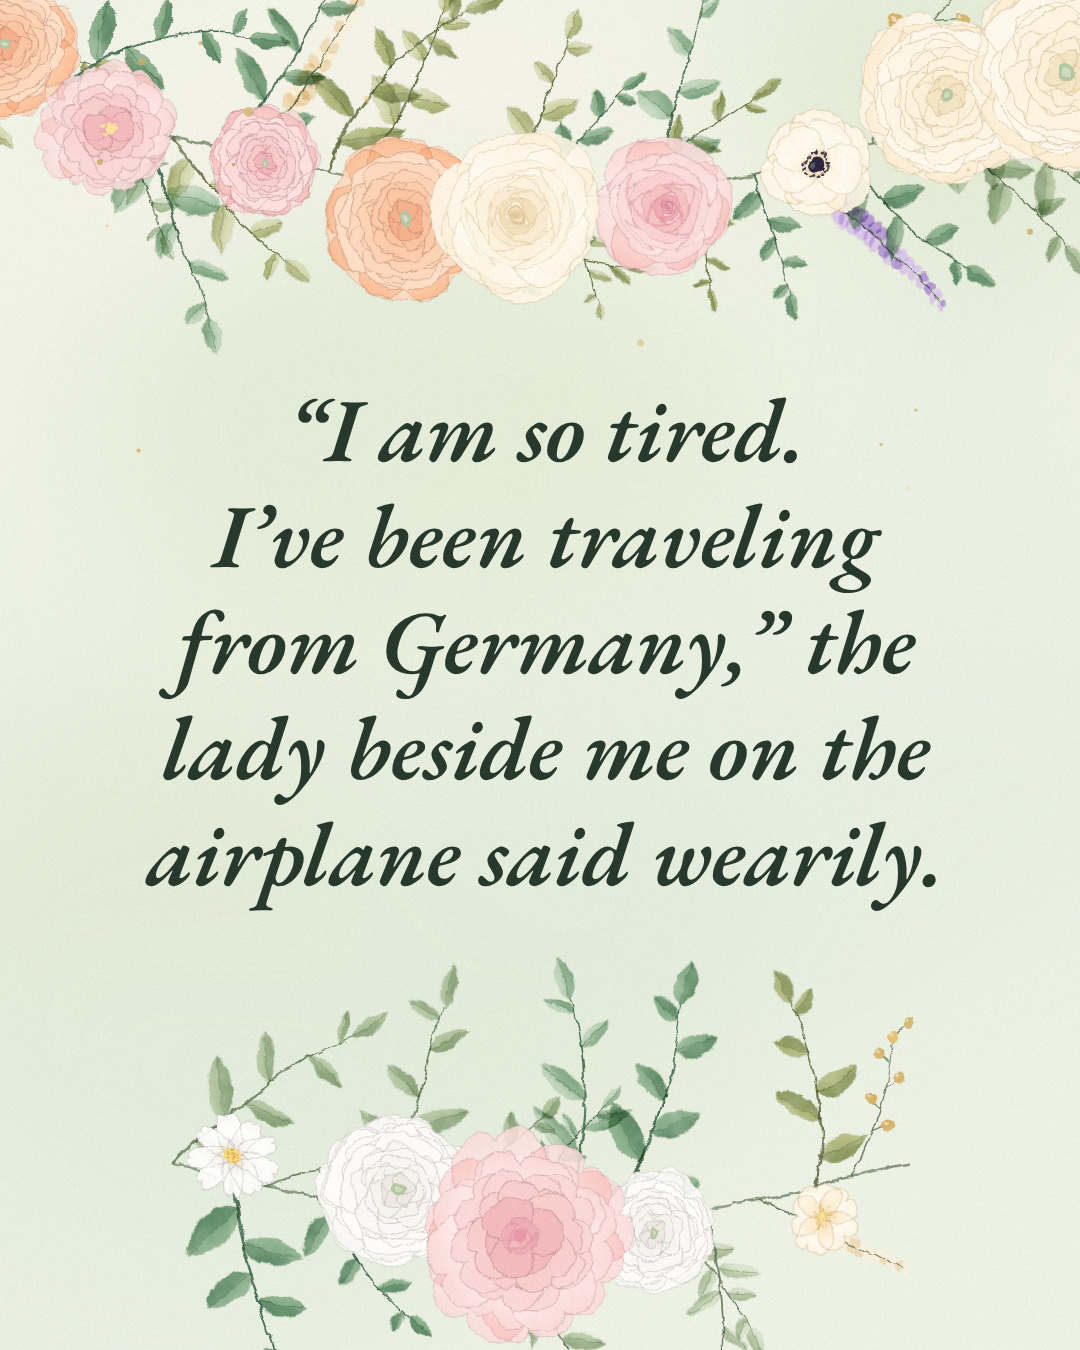 “I am so tired.
I’ve been traveling
from Germany,” the
lady beside me on the
airplane said wearily.